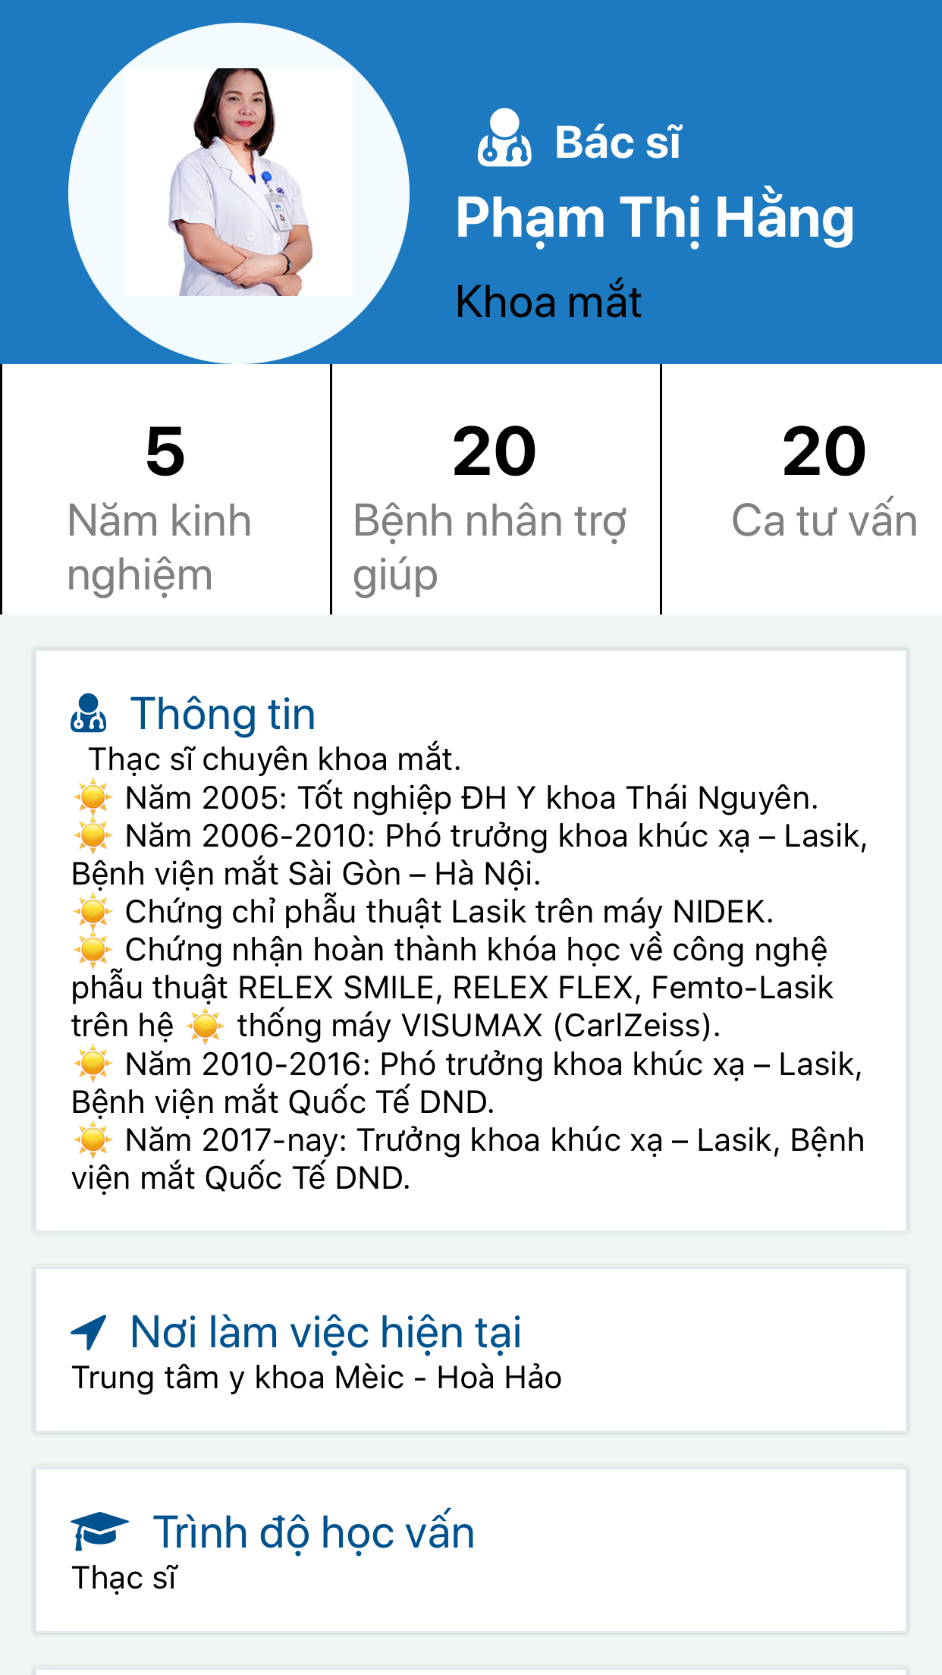 Bác sĩ
Phạm Thị Hằng
Khoa mắt
5
Năm kinh
nghiệm
20
Bệnh nhân trợ
giúp
20
Ca tư vấn
Thông tin
Thạc sĩ chuyên khoa mắt.
☀️ Năm 2005: Tốt nghiệp ĐH Y khoa Thái Nguyên.
☀️ Năm 2006-2010: Phó trưởng khoa khúc xạ – Lasik,
Bệnh viện mắt Sài Gòn – Hà Nội.
☀️ Chứng chỉ phẫu thuật Lasik trên máy NIDEK.
☀️ Chứng nhận hoàn thành khóa học về công nghệ
phẫu thuật RELEX SMILE, RELEX FLEX, Femto-Lasik
trên hệ ☀️ thống máy VISUMAX (CarlZeiss).
☀️ Năm 2010-2016: Phó trưởng khoa khúc xạ – Lasik,
Bệnh viện mắt Quốc Tế DND.
☀️ Năm 2017-nay: Trưởng khoa khúc xạ – Lasik, Bệnh
viện mắt Quốc Tế DND.
Nơi làm việc hiện tại
Trung tâm y khoa Mèic - Hoà Hảo
Trình độ học vấn
Thạc sĩ